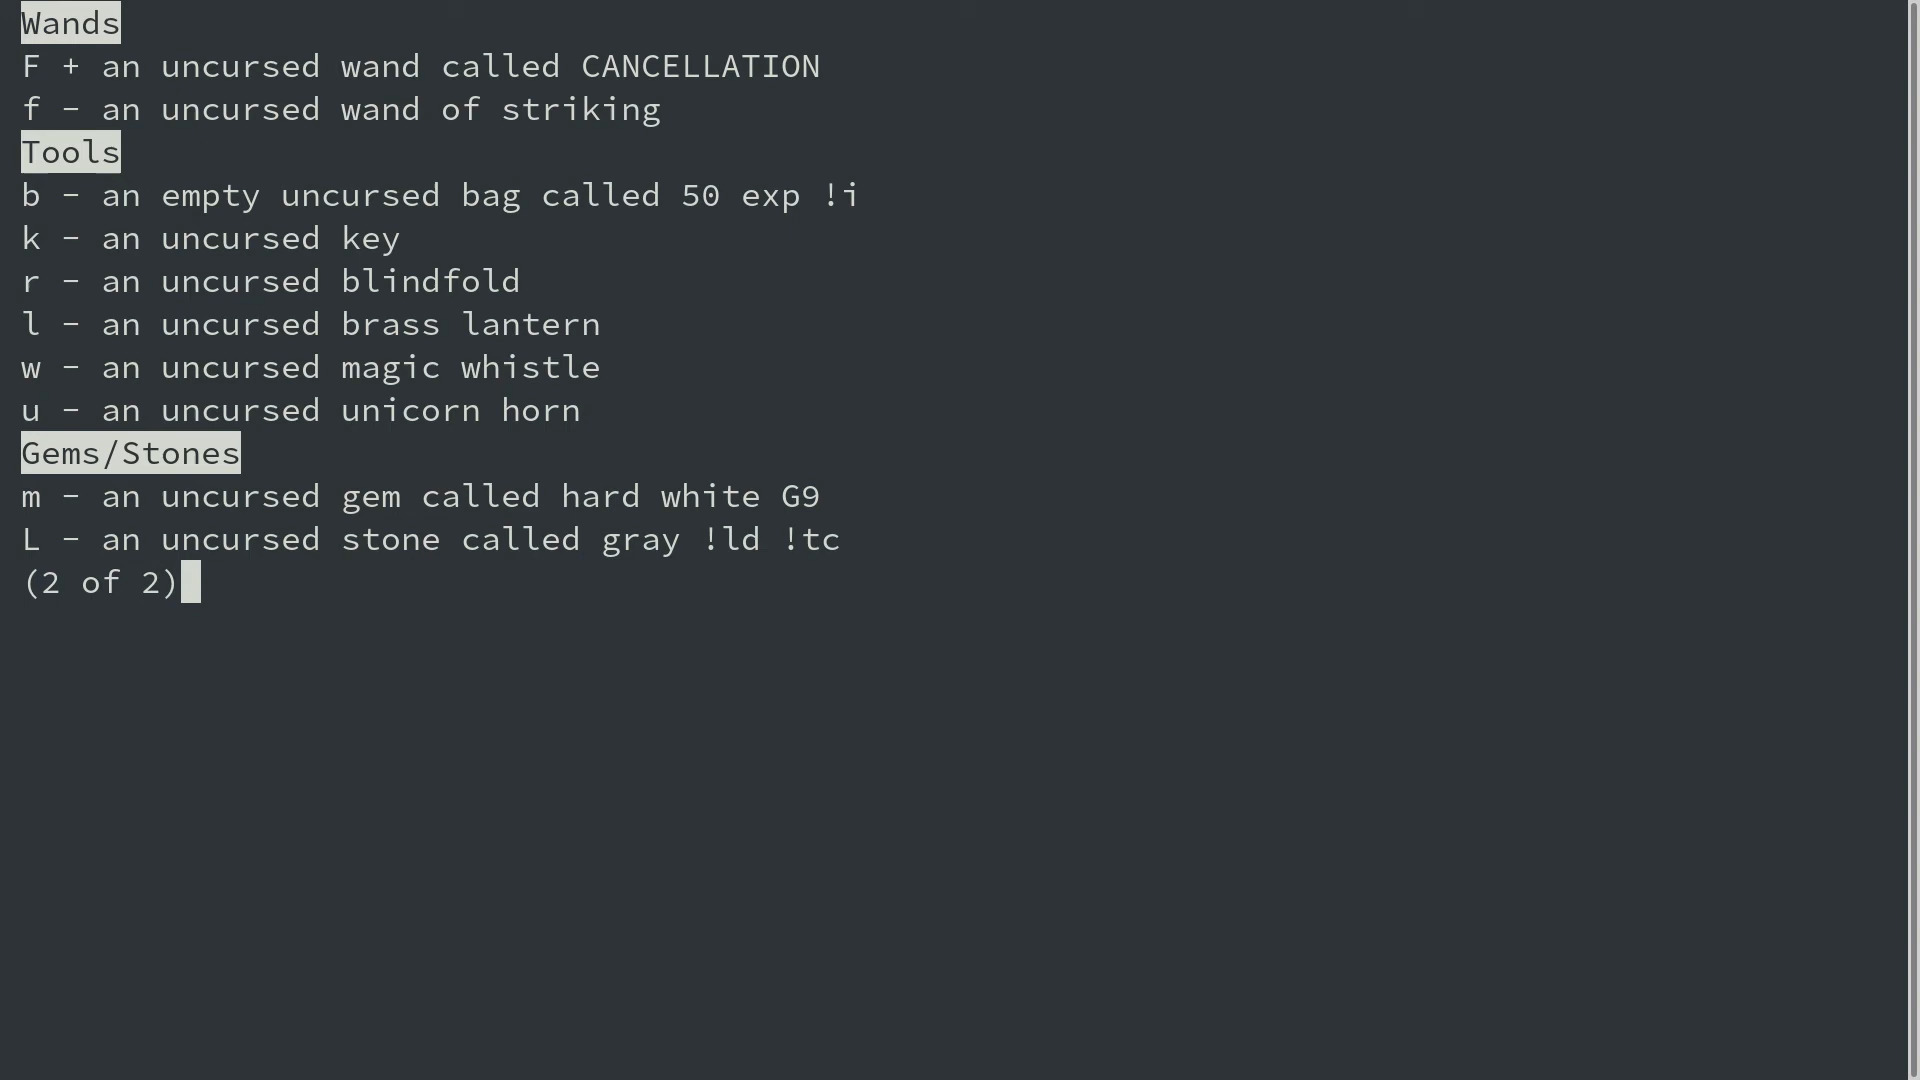 Wands
F + an uncursed wand called CANCELLATION
f - an uncursed wand of striking
Tools
b - an empty uncursed bag called 50 exp !i
k - an uncursed key
r - an uncursed blindfold
l - an uncursed brass lantern
w - an uncursed magic whistle
u - an uncursed unicorn horn
Gems/Stones
m - an uncursed gem called hard white G9
L - an uncursed stone called gray !ld !tc
(2 of 2)